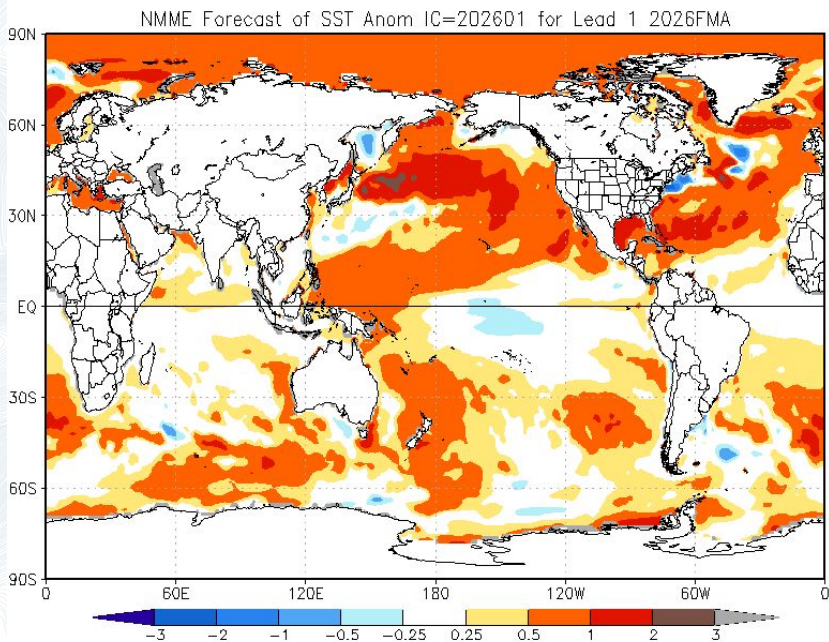 NMME Forecast of SST Anom IC=202601 for Lead 1 2026FMA
90N
60N
30N
EQ
30S
60S
90S
0 60E 120E 180 120W 60W 0
-3 -2 -1 -0.5 -0.25 0.25 0.5 1 2 3